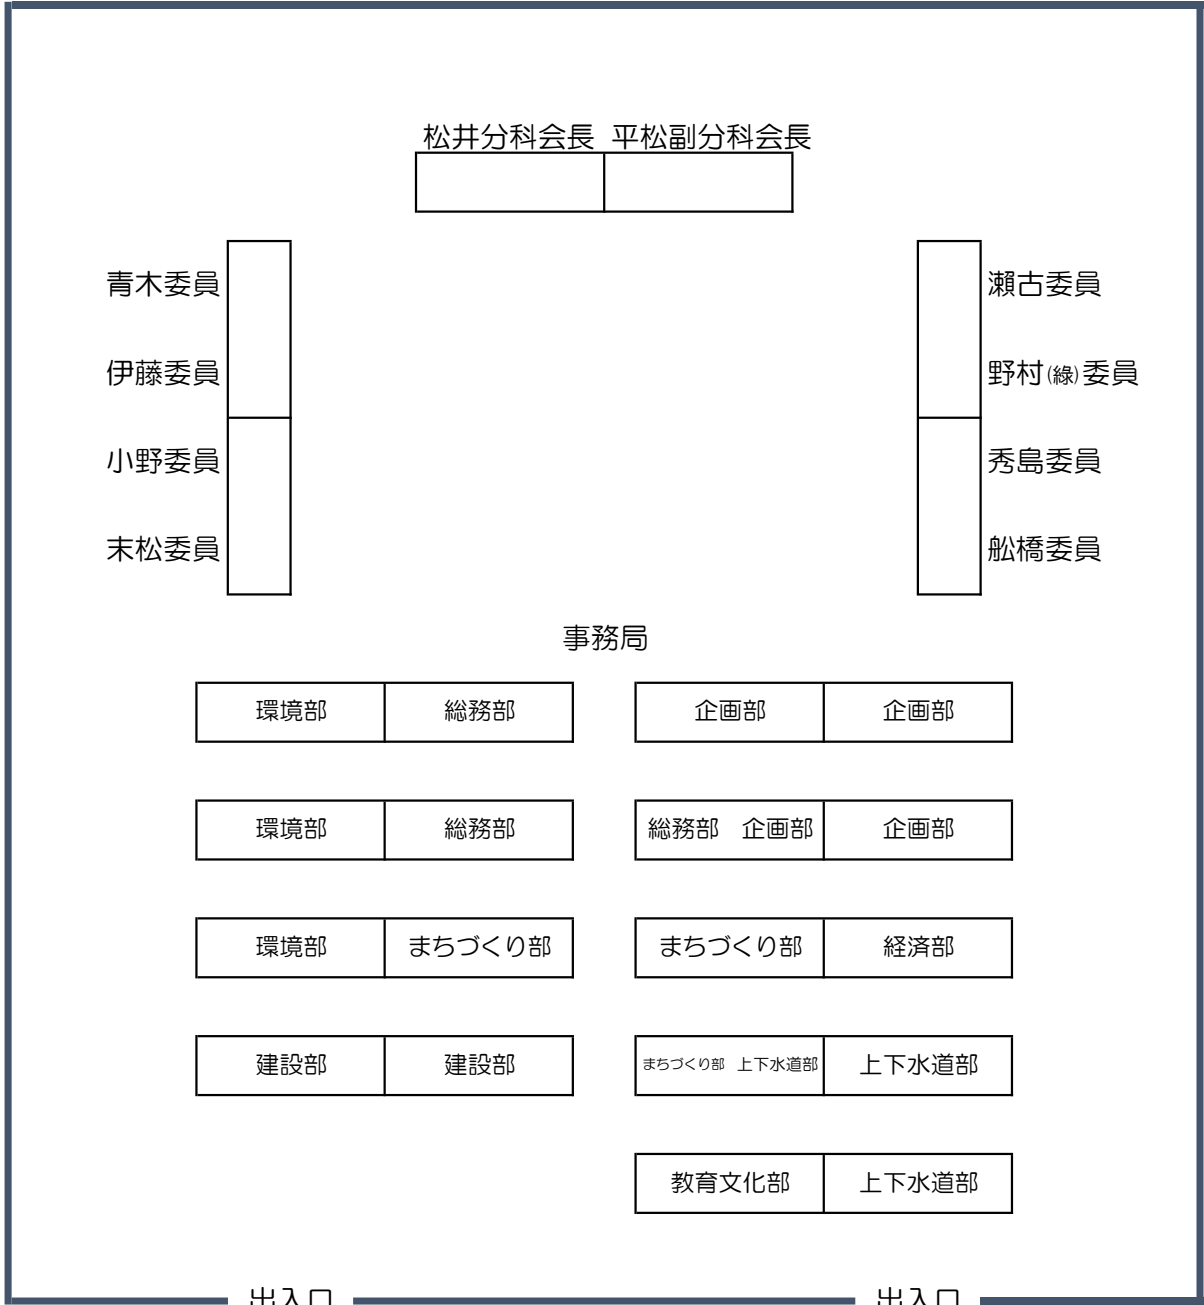 松井分科会長 平松副分科会長
青木委員 瀬古委員
伊藤委員 野村(綠)委員
小野委員 秀島委員
末松委員 舩橋委員
事務局
環境部 総務部 企画部 企画部
環境部 総務部 総務部 企画部 企画部
環境部 まちづくり部 まちづくり部 経済部
建設部 建設部 まちづくり部 上下水道部 上下水道部
教育文化部 上下水道部
出入口 出入口